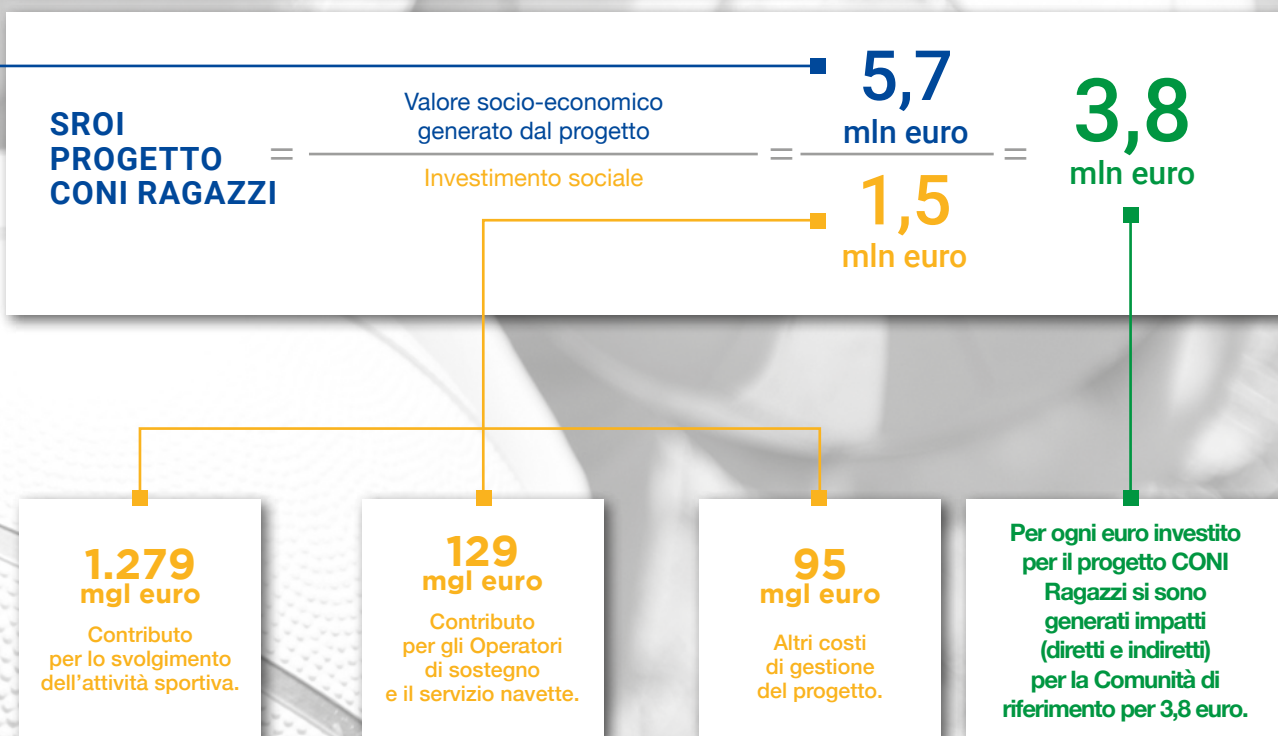 SROI
PROGETTO
CONI RAGAZZI
=
Valore socio-economico
generato dal progetto
Investimento sociale
=
5,7
mln euro
1,5
mln euro
=
3,8
mln euro
1.279
mgl euro
Contributo
per lo svolgimento
dell'attività sportiva.
129
mgl euro
Contributo
per gli Operatori
di sostegno
e il servizio navette.
95
mgl euro
Altri costi
di gestione
del progetto.
Per ogni euro investito
per il progetto CONI
Ragazzi si sono
generati impatti
(diretti e indiretti)
per la Comunità di
riferimento per 3,8 euro.